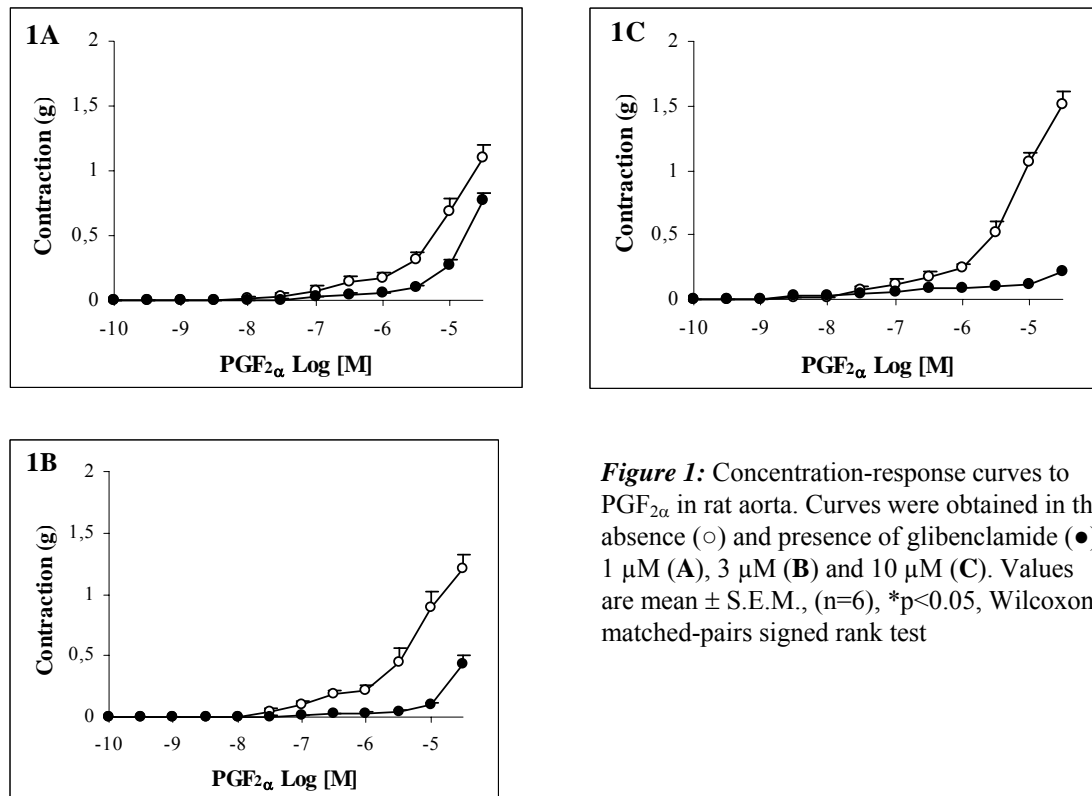 1A
2
1,5
1
0,5
0
Contraction (g)
-10 -9 -8 -7 -6 -5
PGF2α Log [M]
1C
2
1,5
1
0,5
0
Contraction (g)
-10 -9 -8 -7 -6 -5
PGF2α Log [M]
1B
2
1,5
1
0,5
0
Contraction (g)
-10 -9 -8 -7 -6 -5
PGF2α Log [M]
Figure 1: Concentration-response curves to
PGF2α in rat aorta. Curves were obtained in th
absence (○) and presence of glibenclamide (●)
1 µM (A), 3 µM (B) and 10 µM (C). Values
are mean ± S.E.M., (n=6), *p<0.05, Wilcoxon
matched-pairs signed rank test